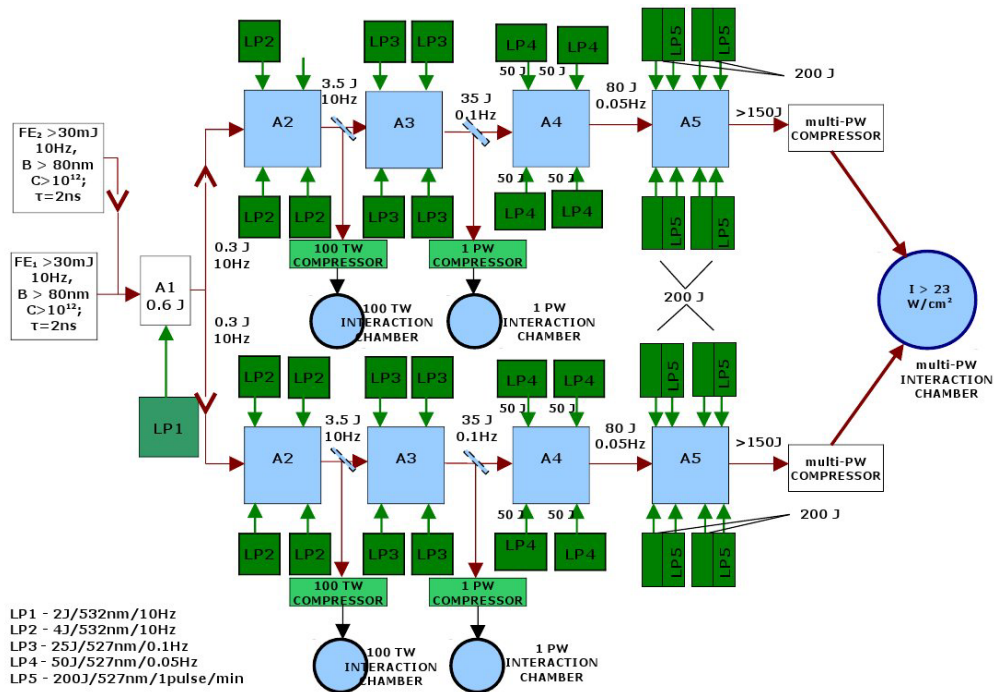 LP2
LP3
LP3
LP4
LP4
LP5
LP5
50 J
50 J
200 J
3.5 J
10Hz
35 J
0.1Hz
80 J
0.05Hz
>150J
A2
A3
A4
A5
multi-PW
COMPRESSOR
FE₂ >30mJ
10Hz,
B > 80nm
C>10¹²;
τ=2ns
LP2
LP2
LP3
LP3
50 J
50 J
LP4
LP4
LP5
LP5
0.3 J
10Hz
100 TW
COMPRESSOR
1 PW
COMPRESSOR
FE₁ >30mJ
10Hz,
B > 80nm
C>10¹²;
τ=2ns
A1
0.6 J
100 TW
INTERACTION
CHAMBER
1 PW
INTERACTION
CHAMBER
200 J
I > 23
W/cm²
multi-PW
INTERACTION
CHAMBER
0.3 J
10Hz
LP1
LP2
LP2
LP3
LP3
LP4
LP4
LP5
LP5
50 J
50 J
3.5 J
10Hz
35 J
0.1Hz
80 J
0.05Hz
>150J
A2
A3
A4
A5
multi-PW
COMPRESSOR
50 J
50 J
200 J
LP2
LP2
LP3
LP3
LP4
LP4
LP5
LP5
100 TW
COMPRESSOR
1 PW
COMPRESSOR
100 TW
INTERACTION
CHAMBER
1 PW
INTERACTION
CHAMBER
LP1 - 2J/532nm/10Hz
LP2 - 4J/532nm/10Hz
LP3 - 25J/527nm/0.1Hz
LP4 - 50J/527nm/0.05Hz
LP5 - 200J/527nm/1pulse/min